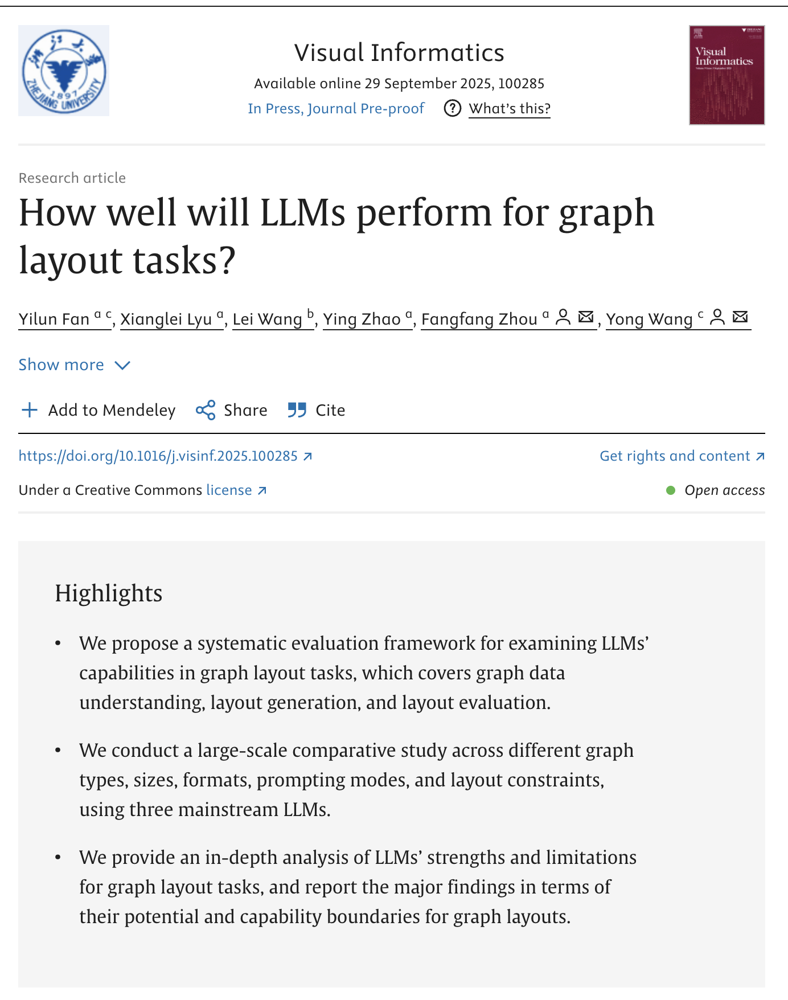 浙江大学
ZHEJIANG UNIVERSITY
1897
Visual Informatics
Available online 29 September 2025, 100285
In Press, Journal Pre-proof ? What's this?
Visual
Informatics
Research article
How well will LLMs perform for graph
layout tasks?
Yilun Fan a c, Xianglei Lyu a, Lei Wang b, Ying Zhao a, Fangfang Zhou a, Yong Wang c
Show more
Add to Mendeley Share Cite
https://doi.org/10.1016/j.visinf.2025.100285 Get rights and content
Under a Creative Commons license Open access
Highlights
• We propose a systematic evaluation framework for examining LLMs’
capabilities in graph layout tasks, which covers graph data
understanding, layout generation, and layout evaluation.
• We conduct a large-scale comparative study across different graph
types, sizes, formats, prompting modes, and layout constraints,
using three mainstream LLMs.
• We provide an in-depth analysis of LLMs’ strengths and limitations
for graph layout tasks, and report the major findings in terms of
their potential and capability boundaries for graph layouts.